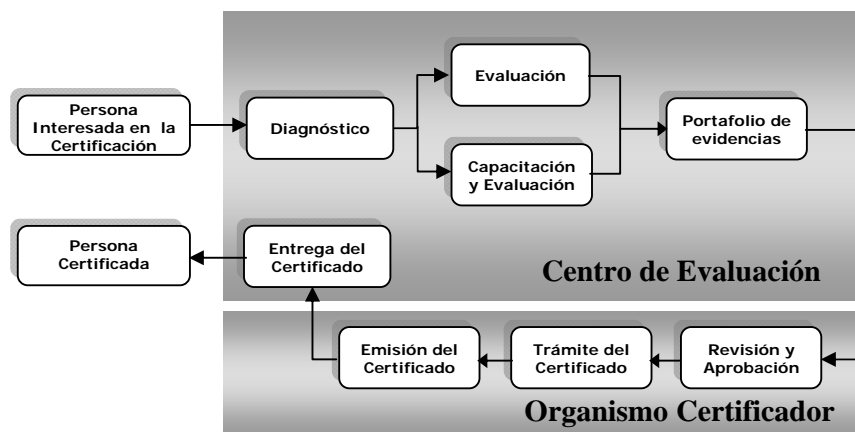 Persona
Interesada en la
Certificación
Diagnóstico
Evaluación
Capacitación
y Evaluación
Portafolio de
evidencias
Persona
Certificada
Entrega del
Certificado
Centro de Evaluación
Emisión del
Certificado
Trámite del
Certificado
Revisión y
Aprobación
Organismo Certificador